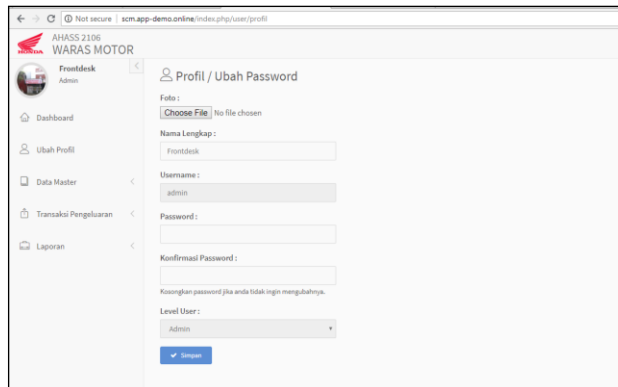 Not secure | scm.app-demo.online/index.php/user/profil
HONDA
AHASS 2106
WARAS MOTOR
Frontdesk
Admin
Dashboard
Ubah Profil
Data Master
Transaksi Pengeluaran
Laporan
Profil / Ubah Password
Foto :
Choose File No file chosen
Nama Lengkap :
Frontdesk
Username :
admin
Password :
Konfirmasi Password :
Kosongkan password jika anda tidak ingin mengubahnya.
Level User :
Admin
Simpan